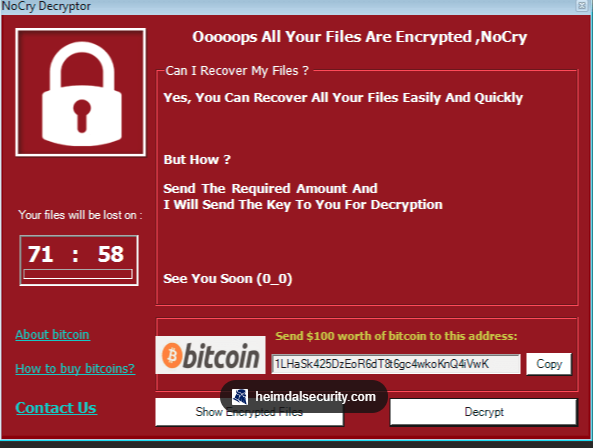 NoCry Decryptor
Ooooops All Your Files Are Encrypted ,NoCry
Can I Recover My Files ?
Yes, You Can Recover All Your Files Easily And Quickly
But How ?
Send The Required Amount And
I Will Send The Key To You For Decryption
See You Soon (0_0)
Your files will be lost on :
71 : 58
About bitcoin
How to buy bitcoins?
Contact Us
bitcoin
Send $100 worth of bitcoin to this address:
1LHaSk425DzEoR6dT8t6gc4wkoKnQ4iVwK
Copy
heimdalsecurity.com
Show Encrypted Files
Decrypt